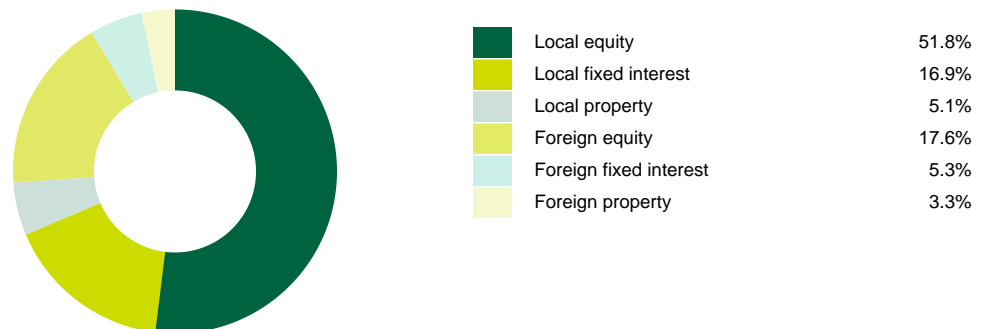 Local equity 51.8%
Local fixed interest 16.9%
Local property 5.1%
Foreign equity 17.6%
Foreign fixed interest 5.3%
Foreign property 3.3%